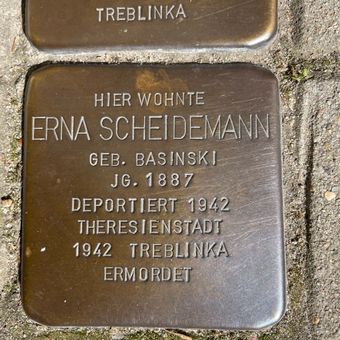 TREBLINKA
HIER WOHNTE
ERNA SCHEIDEMANN
GEB. BASINSKI
JG. 1887
DEPORTIERT 1942
THERESIENSTADT
1942 TREBLINKA
ERMORDET